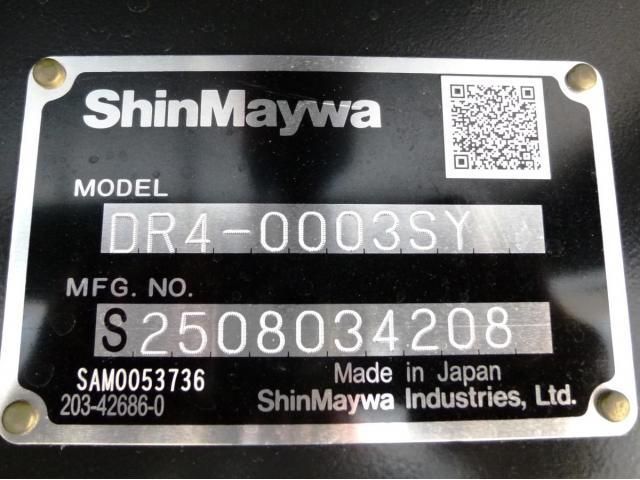 ShinMaywa
MODEL
DR4-0003SY
MFG. NO.
S2508034208
SAM0053736
Made in Japan
203-42686-0
ShinMaywa Industries, Ltd.